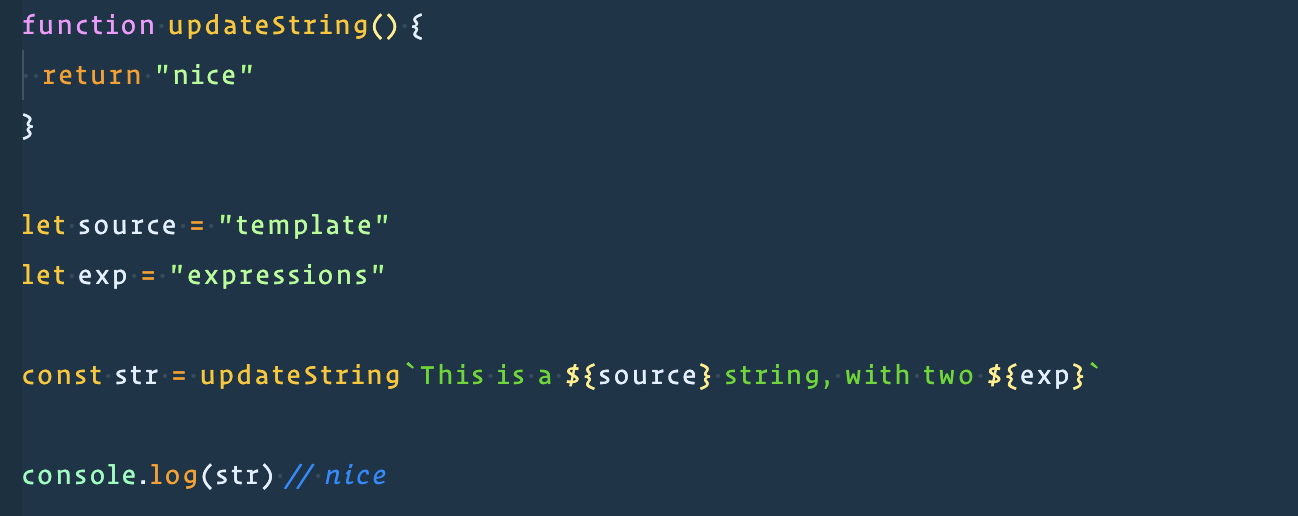 function updateString() {
  return "nice"
}
let source = "template"
let exp = "expressions"
const str = updateString`This is a ${source} string, with two ${exp}`
console.log(str) // nice